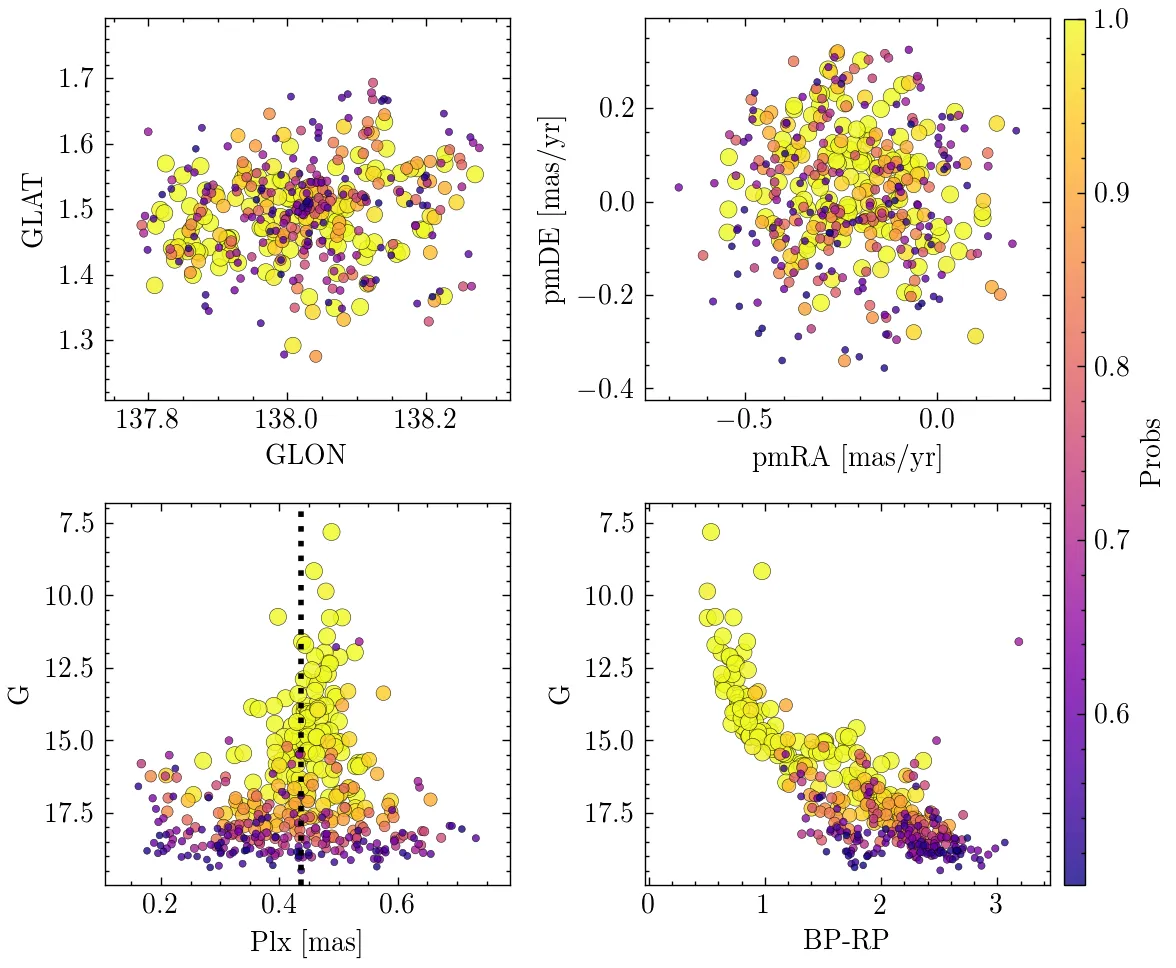 1.7
1.6
1.5
1.4
1.3
GLAT
137.8 138.0 138.2
GLON
0.2
0.0
−0.2
−0.4
pmDE [mas/yr]
−0.5 0.0
pmRA [mas/yr]
1.0
0.9
0.8
0.7
0.6
Probs
7.5
10.0
12.5
15.0
17.5
G
0.2 0.4 0.6
Plx [mas]
7.5
10.0
12.5
15.0
17.5
G
0 1 2 3
BP-RP